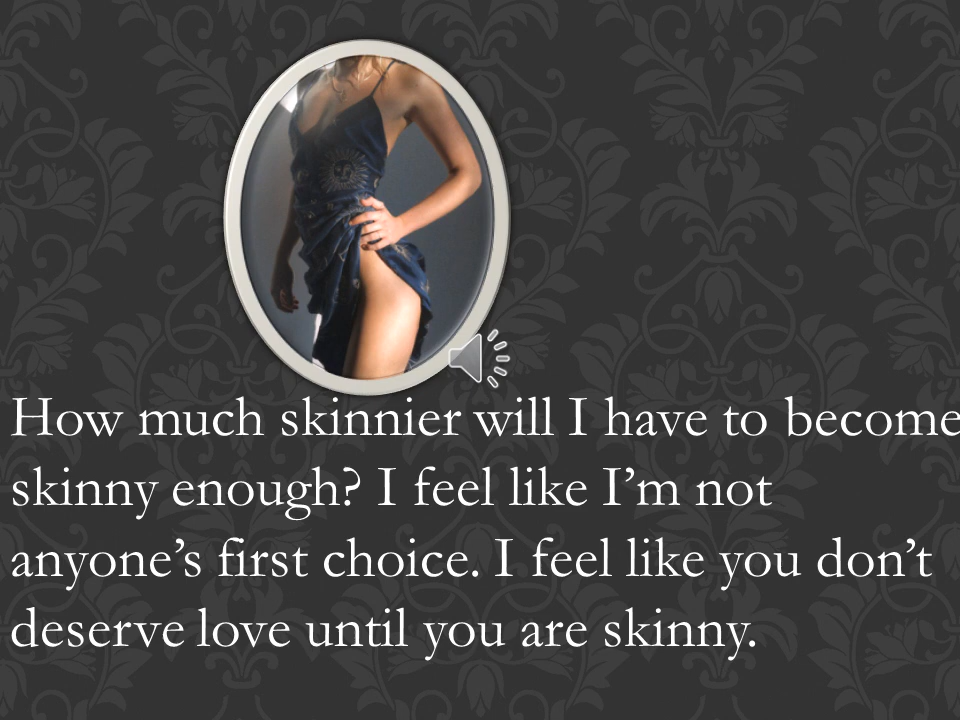 How much skinnier will I have to become
skinny enough? I feel like I’m not
anyone’s first choice. I feel like you don’t
deserve love until you are skinny.